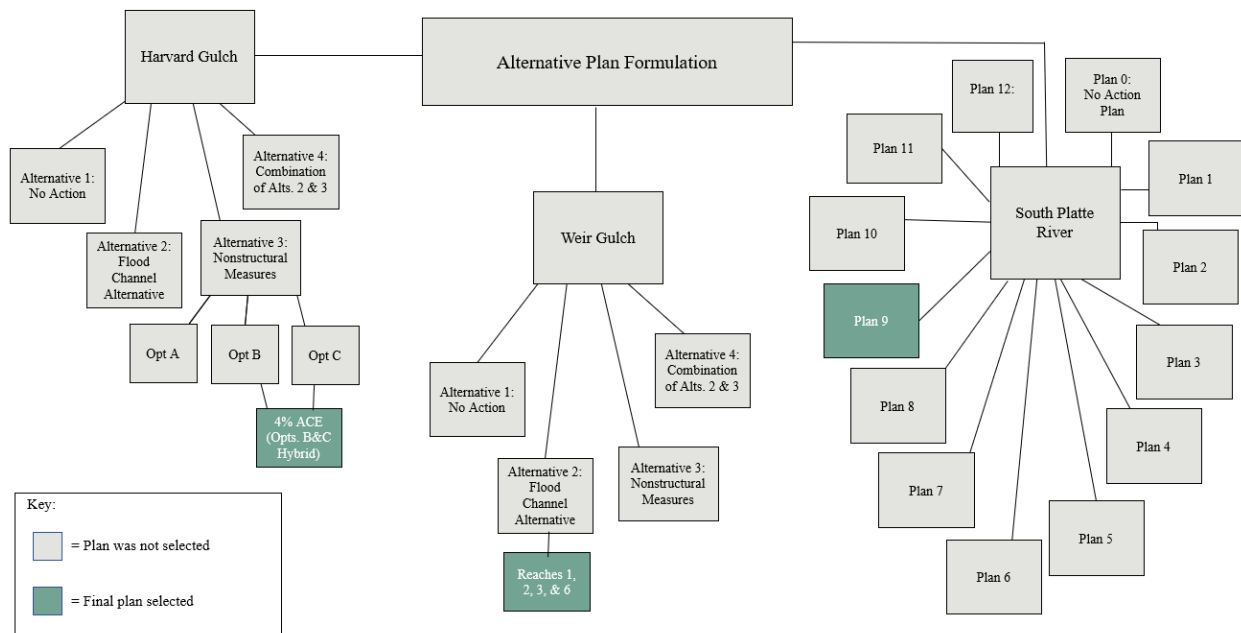 Alternative Plan Formulation
Harvard Gulch
Alternative 1:
No Action
Alternative 2:
Flood
Channel
Alternative
Alternative 3:
Nonstructural
Measures
Alternative 4:
Combination
of Alts. 2 & 3
Opt A
Opt B
Opt C
4% ACE
(Opts. B&C
Hybrid)
Weir Gulch
Alternative 1:
No Action
Alternative 2:
Flood
Channel
Alternative
Alternative 3:
Nonstructural
Measures
Alternative 4:
Combination
of Alts. 2 & 3
Reaches 1,
2, 3, & 6
South Platte
River
Plan 0:
No Action
Plan
Plan 1
Plan 2
Plan 3
Plan 4
Plan 5
Plan 6
Plan 7
Plan 8
Plan 9
Plan 10
Plan 11
Plan 12:
Key:
= Plan was not selected
= Final plan selected